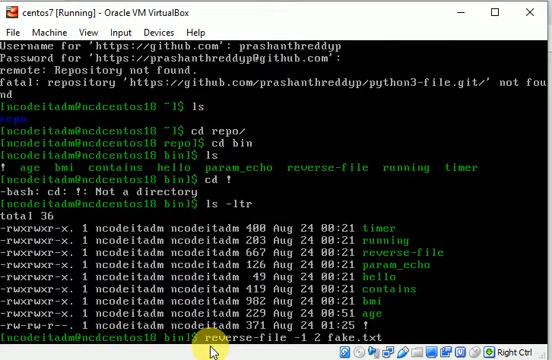 centos7 [Running] - Oracle VM VirtualBox
File Machine View Input Devices Help
Username for 'https://github.com': prashanthreddyp
Password for 'https://prashanthreddyp@github.com':
remote: Repository not found.
fatal: repository 'https://github.com/prashanthreddyp/python3-file.git/' not fou
nd
[ncodeitadm@ncdcentos18 ~]$ ls
repo
[ncodeitadm@ncdcentos18 ~]$ cd repo/
[ncodeitadm@ncdcentos18 repo]$ cd bin
[ncodeitadm@ncdcentos18 bin]$ ls
! age bmi contains hello param_echo reverse-file running timer
[ncodeitadm@ncdcentos18 bin]$ cd !
-bash: cd: !: Not a directory
[ncodeitadm@ncdcentos18 bin]$ ls -ltr
total 36
-rwxrwxr-x. 1 ncodeitadm ncodeitadm 400 Aug 24 00:21 timer
-rwxrwxr-x. 1 ncodeitadm ncodeitadm 203 Aug 24 00:21 running
-rwxrwxr-x. 1 ncodeitadm ncodeitadm 667 Aug 24 00:21 reverse-file
-rwxrwxr-x. 1 ncodeitadm ncodeitadm 126 Aug 24 00:21 param_echo
-rwxrwxr-x. 1 ncodeitadm ncodeitadm 49 Aug 24 00:21 hello
-rwxrwxr-x. 1 ncodeitadm ncodeitadm 419 Aug 24 00:21 contains
-rwxrwxr-x. 1 ncodeitadm ncodeitadm 982 Aug 24 00:21 bmi
-rwxrwxr-x. 1 ncodeitadm ncodeitadm 551 Aug 24 00:21 age
-rw-rw-r--. 1 ncodeitadm ncodeitadm 371 Aug 24 01:25 !
[ncodeitadm@ncdcentos18 bin]$ reverse-file -1 2 fake.txt
Right Ctrl